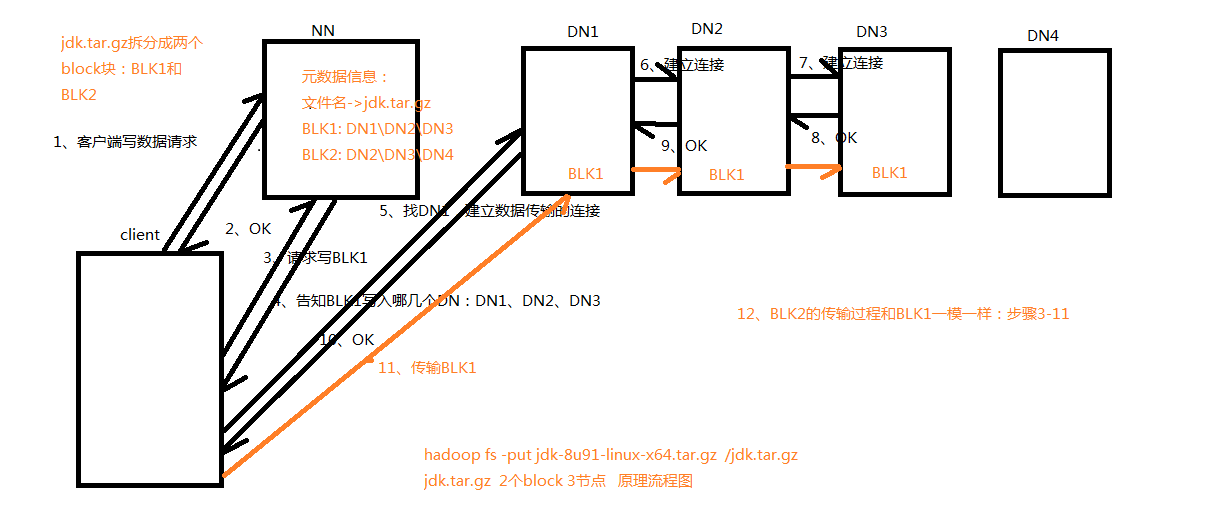 jdk.tar.gz拆分成两个
block块：BLK1和
BLK2
NN
元数据信息：
文件名->jdk.tar.gz
BLK1: DN1\DN2\DN3
BLK2: DN2\DN3\DN4
DN1
DN2
DN3
DN4
6、建立连接
7、建立连接
8、OK
9、OK
BLK1
BLK1
BLK1
1、客户端写数据请求
client
2、OK
3、请求写BLK1
4、告知BLK1写入哪几个DN：DN1、DN2、DN3
5、找DN1 建立数据传输的连接
10、OK
11、传输BLK1
12、BLK2的传输过程和BLK1一模一样：步骤3-11
hadoop fs -put jdk-8u91-linux-x64.tar.gz /jdk.tar.gz
jdk.tar.gz 2个block 3节点 原理流程图